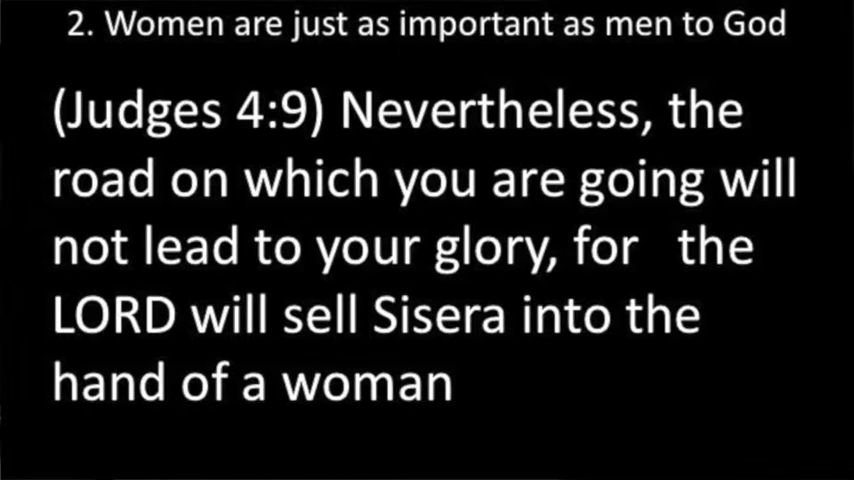 2. Women are just as important as men to God
(Judges 4:9) Nevertheless, the
road on which you are going will
not lead to your glory, for   the
LORD will sell Sisera into the
hand of a woman